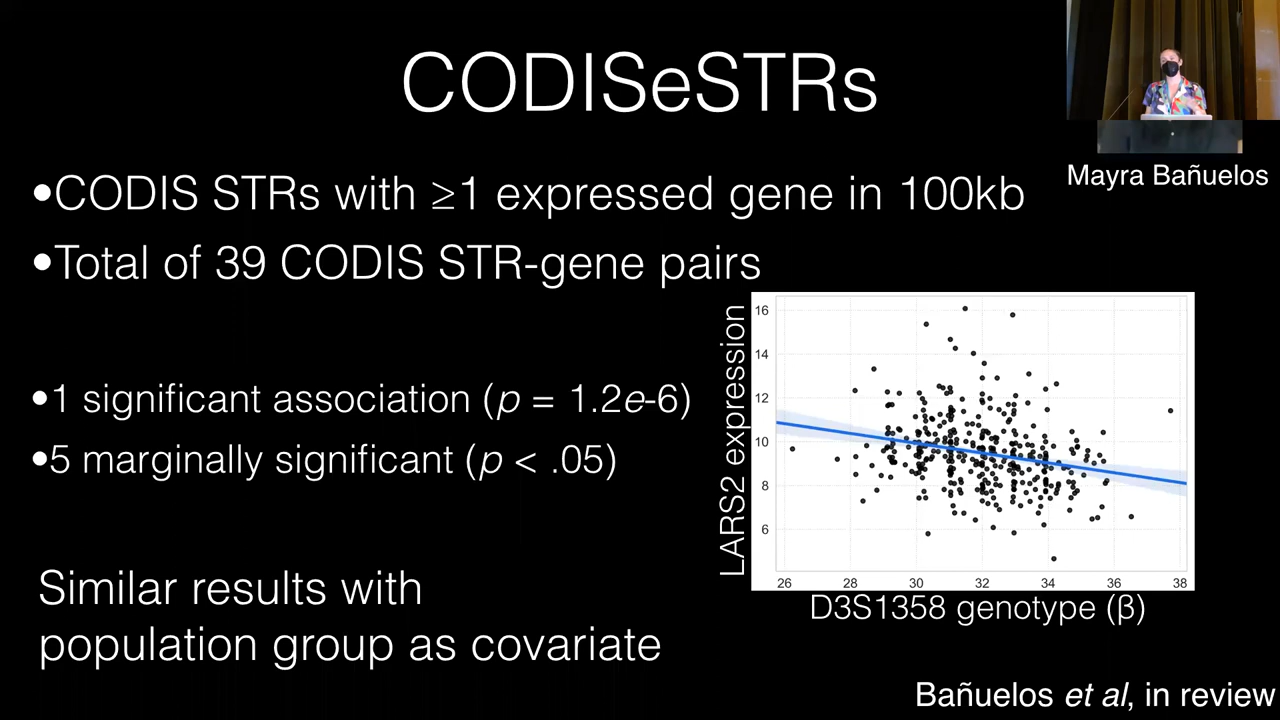 CODISeSTRs
Mayra Bañuelos
•CODIS STRs with ≥1 expressed gene in 100kb
•Total of 39 CODIS STR-gene pairs
•1 significant association (p = 1.2e-6)
•5 marginally significant (p < .05)
Similar results with
population group as covariate
LARS2 expression
16
14
12
10
8
6
26 28 30 32 34 36 38
D3S1358 genotype (β)
Bañuelos et al, in review